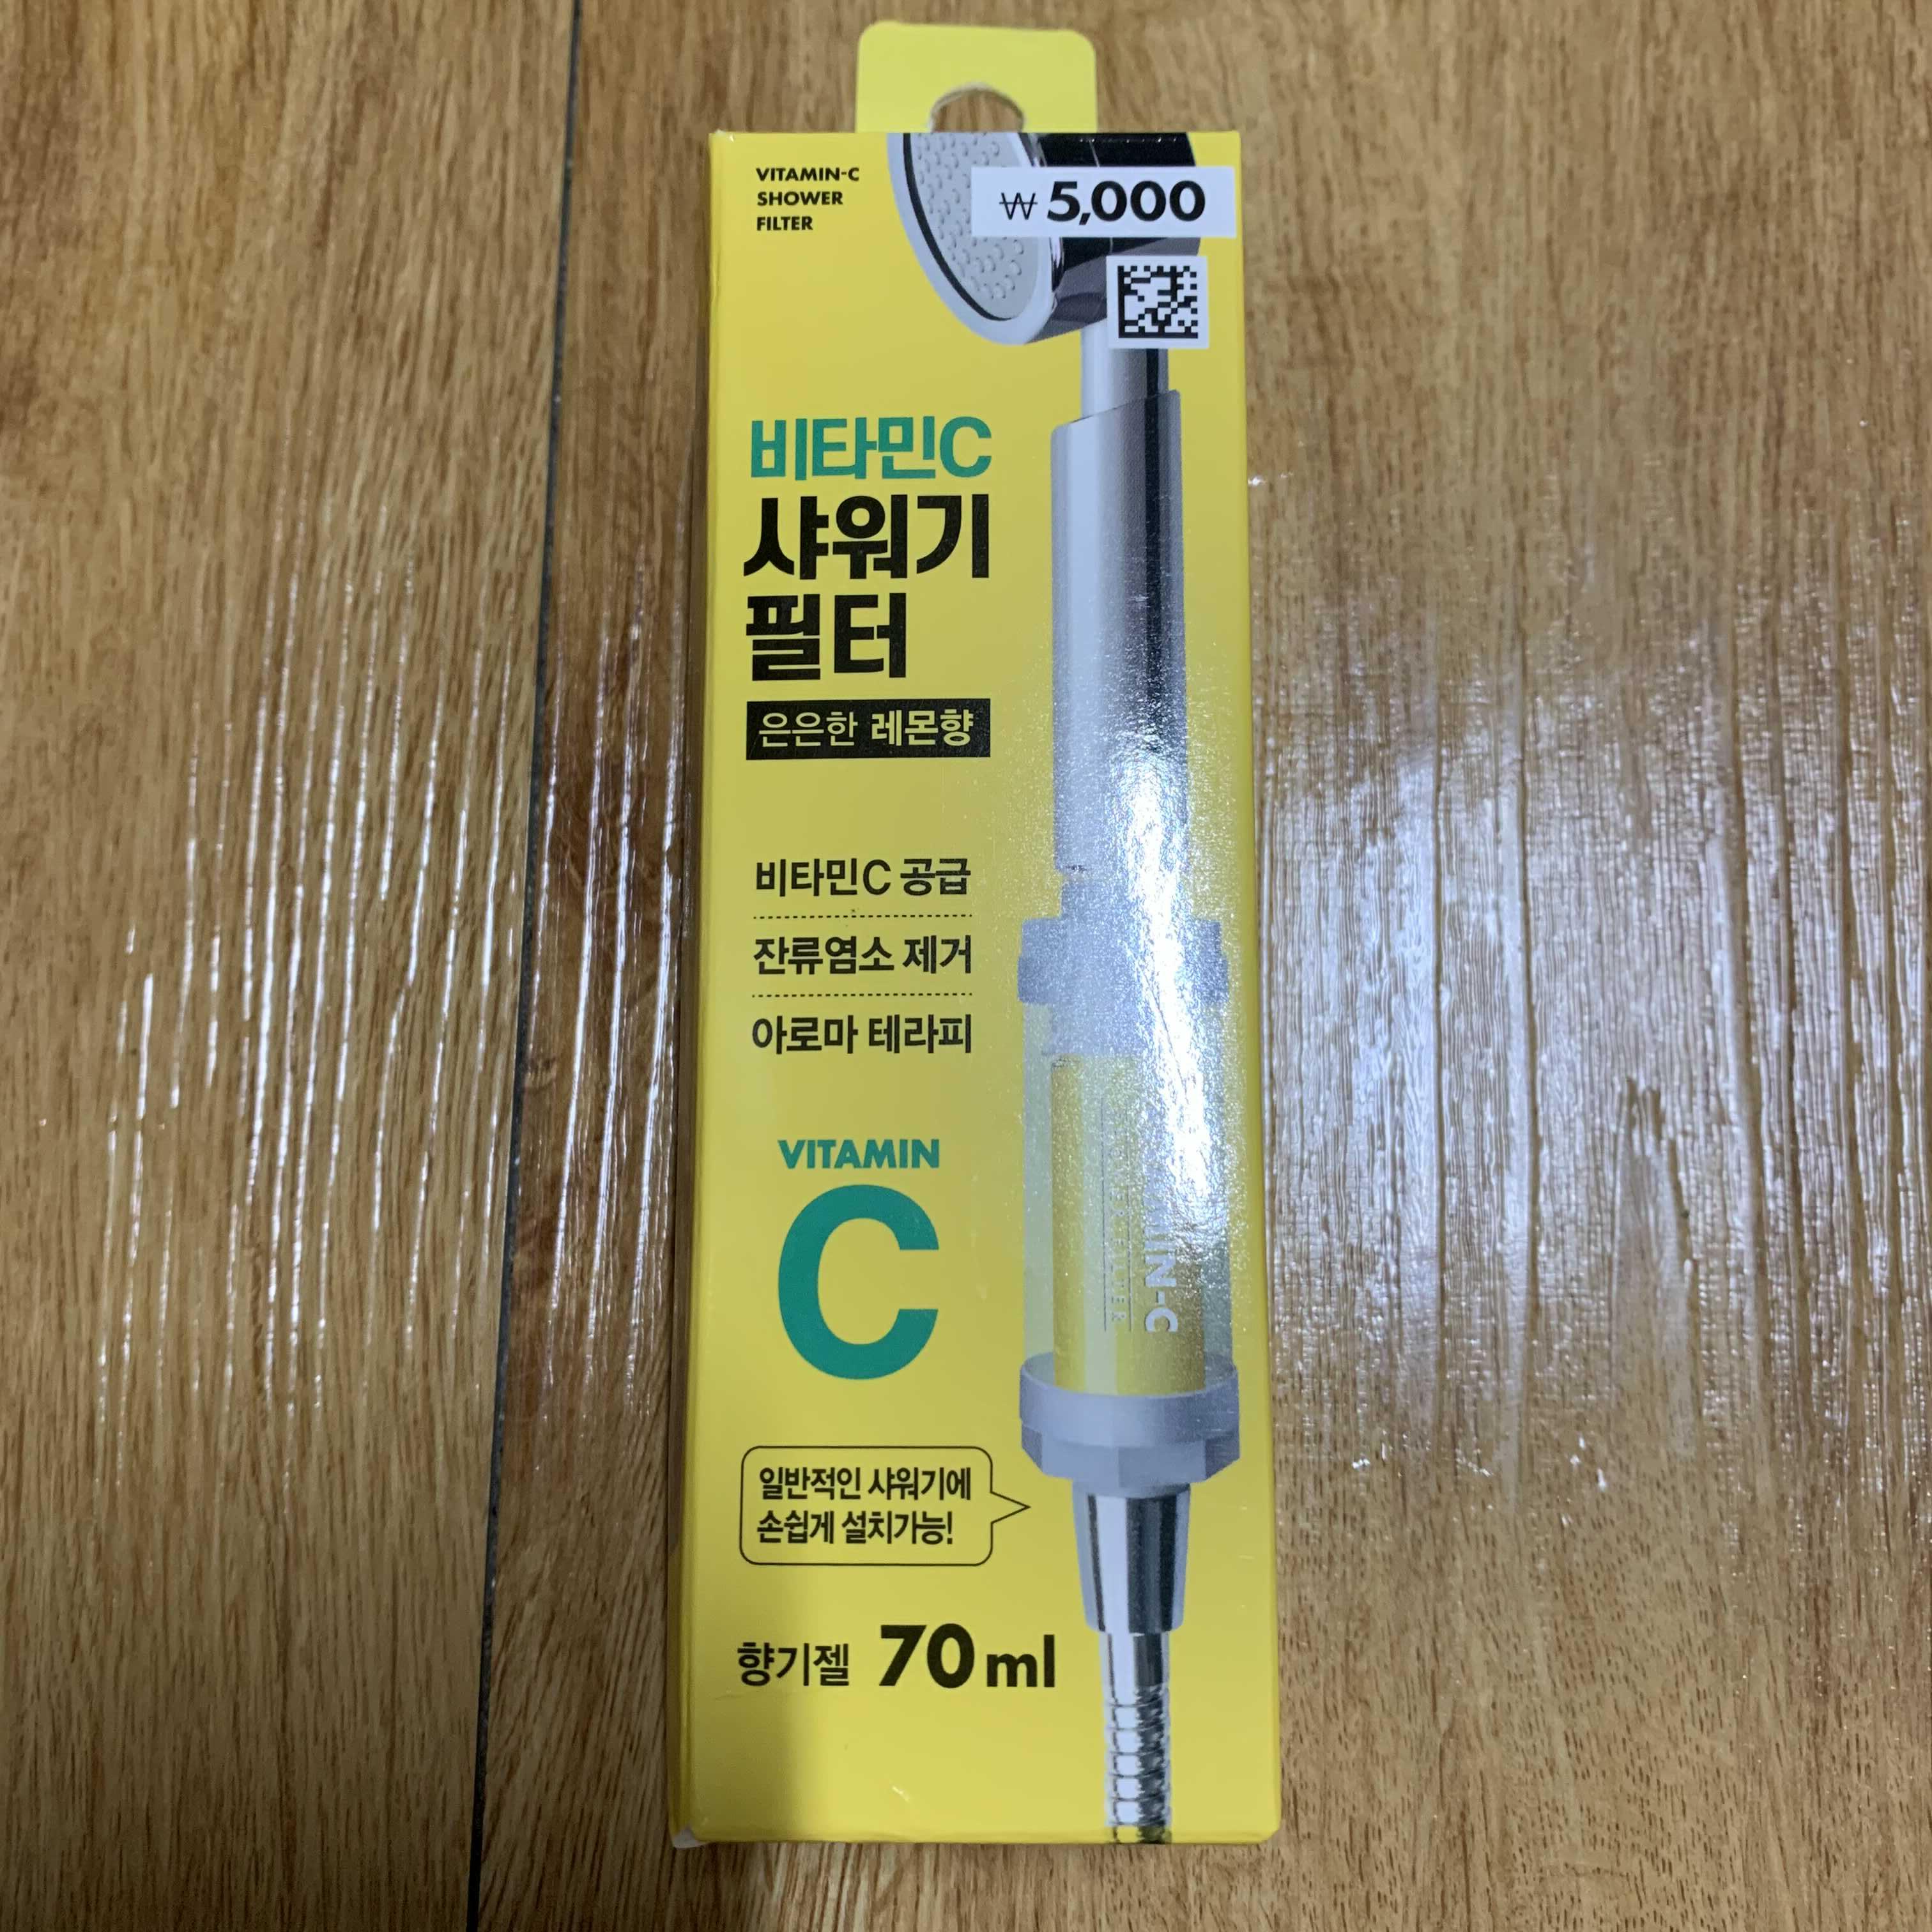 VITAMIN-C
SHOWER
FILTER
₩ 5,000
비타민C
샤워기
필터
은은한 레몬향
비타민C 공급
잔류염소 제거
아로마 테라피
VITAMIN
C
일반적인 샤워기에
손쉽게 설치가능!
향기젤 70ml